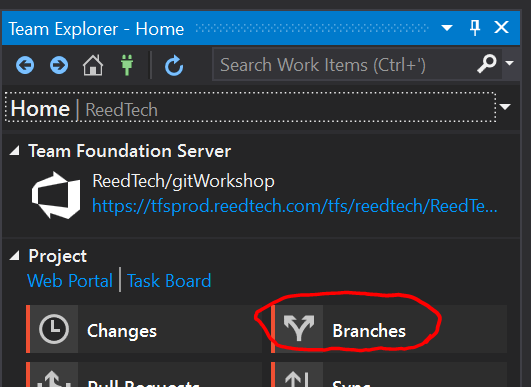 Team Explorer - Home
Search Work Items (Ctrl+')
Home | ReedTech
Team Foundation Server
ReedTech/gitWorkshop
https://tfsprod.reedtech.com/tfs/reedtech/ReedTe...
Project
Web Portal | Task Board
Changes Branches
Pull Requests Sync